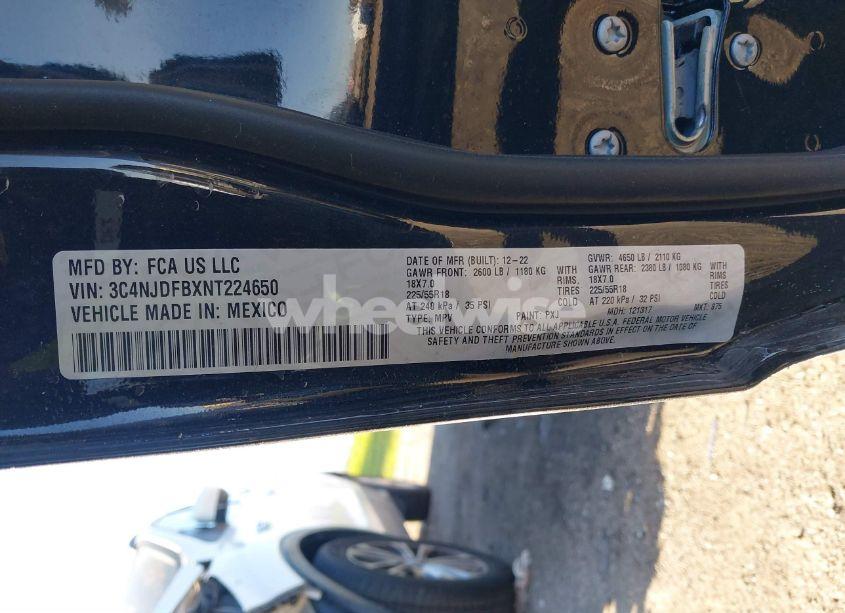 MFD BY: FCA US LLC
VIN: 3C4NJDFBXNT224650
VEHICLE MADE IN: MEXICO
DATE OF MFR (BUILT): 12-22
GAWR FRONT: 2600 LB / 1180 KG
18X7.0
225/55R18
AT 240 kPa / 35 PSI
TYPE: MPV
WITH
RIMS.
TIRES
COLD
PAINT: PXJ
GVWR: 4650 LB / 2110 KG
GAWR REAR: 2380 LB / 1080 KG
18X7.0
225/55R18
AT 220 kPa / 32 PSI
MDH: 121317
WITH
RIMS.
TIRES
COLD
MXT: 875
THIS VEHICLE CONFORMS TO ALL APPLICABLE U.S.A. FEDERAL MOTOR VEHICLE
SAFETY AND THEFT PREVENTION STANDARDS IN EFFECT ON THE DATE OF
MANUFACTURE SHOWN ABOVE.
wheelwise